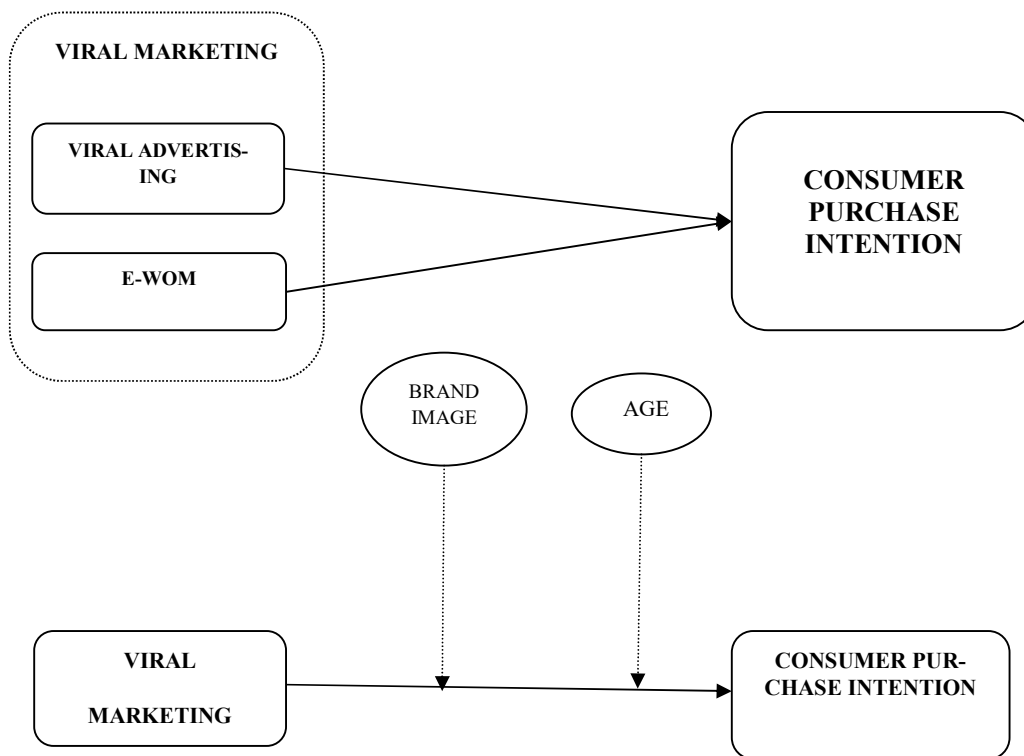 VIRAL MARKETING
VIRAL ADVERTIS-
ING
E-WOM
CONSUMER
PURCHASE
INTENTION
BRAND
IMAGE
AGE
VIRAL
MARKETING
CONSUMER PUR-
CHASE INTENTION